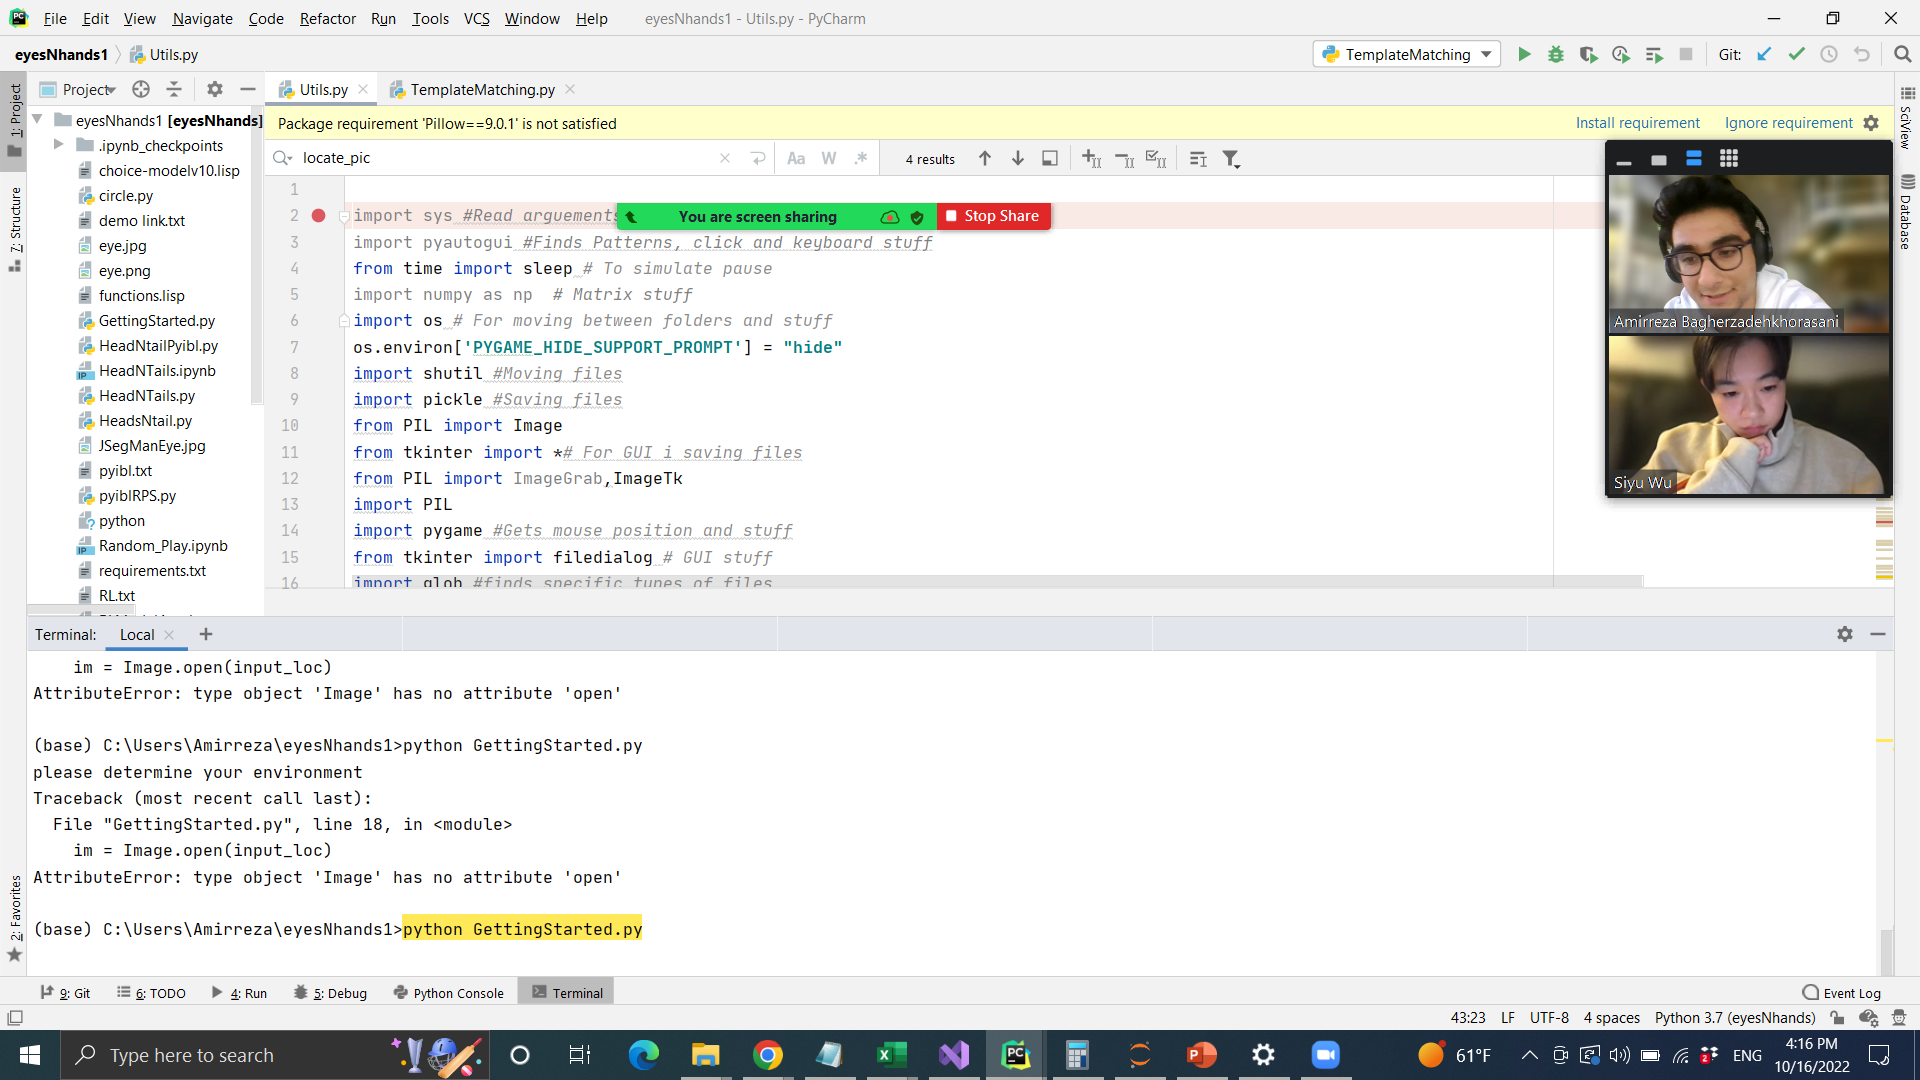 File Edit View Navigate Code Refactor Run Tools VCS Window Help eyesNhands1 - Utils.py - PyCharm
eyesNhands1 Utils.py TemplateMatching Git:
Project Utils.py TemplateMatching.py
1: Project
7: Structure
2: Favorites
SciView
Database
eyesNhands1 [eyesNhands]
.ipynb_checkpoints
choice-modelv10.lisp
circle.py
demo link.txt
eye.jpg
eye.png
functions.lisp
GettingStarted.py
HeadNtailPyibl.py
HeadNTails.ipynb
HeadNTails.py
HeadsNtail.py
JSegManEye.jpg
pyibl.txt
pyiblRPS.py
python
Random_Play.ipynb
requirements.txt
RL.txt
Package requirement 'Pillow==9.0.1' is not satisfied Install requirement Ignore requirement
locate_pic Aa W .* 4 results
1
2 import sys #Read arguements
You are screen sharing Stop Share
3 import pyautogui #Finds Patterns, click and keyboard stuff
4 from time import sleep # To simulate pause
5 import numpy as np # Matrix stuff
6 import os # For moving between folders and stuff
7 os.environ['PYGAME_HIDE_SUPPORT_PROMPT'] = "hide"
8 import shutil #Moving files
9 import pickle #Saving files
10 from PIL import Image
11 from tkinter import *# For GUI i saving files
12 from PIL import ImageGrab,ImageTk
13 import PIL
14 import pygame #Gets mouse position and stuff
15 from tkinter import filedialog # GUI stuff
16 import glob #finds specific types of files
Amirreza Bagherzadehkhorasani
Siyu Wu
Terminal: Local
im = Image.open(input_loc)
AttributeError: type object 'Image' has no attribute 'open'
(base) C:\Users\Amirreza\eyesNhands1>python GettingStarted.py
please determine your environment
Traceback (most recent call last):
File "GettingStarted.py", line 18, in <module>
im = Image.open(input_loc)
AttributeError: type object 'Image' has no attribute 'open'
(base) C:\Users\Amirreza\eyesNhands1>python GettingStarted.py
9: Git 6: TODO 4: Run 5: Debug Python Console Terminal Event Log
43:23 LF UTF-8 4 spaces Python 3.7 (eyesNhands)
Type here to search 61°F ENG 4:16 PM
10/16/2022